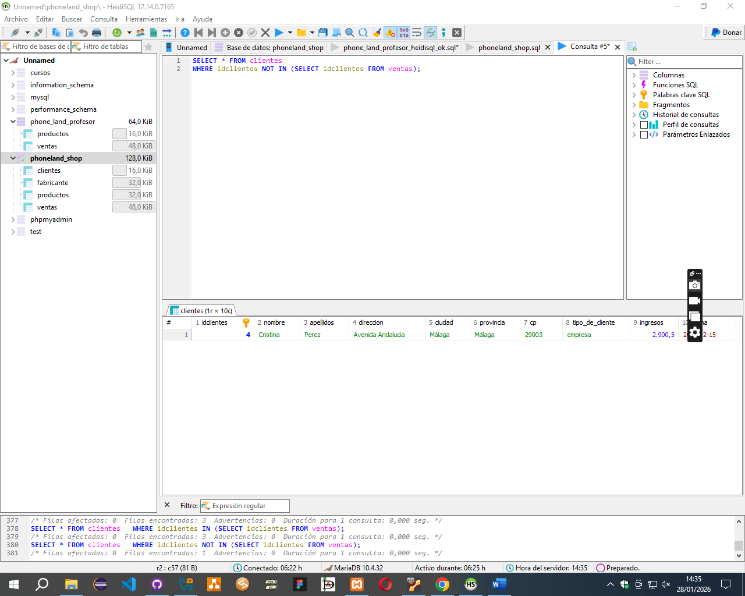 Unnamed\phoneland_shop\ - HeidiSQL 12.14.0.7165
Archivo Editar Buscar Consulta Herramientas Ir a Ayuda
Donar
Filtro de bases de
Filtro de tablas
Unnamed
Base de datos: phoneland_shop
phone_land_profesor_heidisql_ok.sql*
phoneland_shop.sql
Consulta #5*
Unnamed
cursos
information_schema
mysql
performance_schema
phone_land_profesor 64,0 KiB
productos 16,0 KiB
ventas 48,0 KiB
phoneland_shop 128,0 KiB
clientes 16,0 KiB
fabricante 32,0 KiB
productos 32,0 KiB
ventas 48,0 KiB
phpmyadmin
test
1 SELECT * FROM clientes
2 WHERE idclientes NOT IN (SELECT idclientes FROM ventas);
Filter ...
Columnas
Funciones SQL
Palabras clave SQL
Fragmentos
Historial de consultas
Perfil de consultas
Parámetros Enlazados
clientes (1r × 10c)
# 1 idclientes 2 nombre 3 apellidos 4 direccion 5 ciudad 6 provincia 7 cp 8 tipo_de_cliente 9 ingresos
1 4 Cristina Perez Avenida Andalucia Málaga Málaga 29003 empresa 2.900,5
Filtro: Expresión regular
377 /* Filas afectadas: 0 Filas encontradas: 3 Advertencias: 0 Duración para 1 consulta: 0,000 seg. */
378 SELECT * FROM clientes WHERE idclientes IN (SELECT idclientes FROM ventas);
379 /* Filas afectadas: 0 Filas encontradas: 3 Advertencias: 0 Duración para 1 consulta: 0,000 seg. */
380 SELECT * FROM clientes WHERE idclientes NOT IN (SELECT idclientes FROM ventas);
381 /* Filas afectadas: 0 Filas encontradas: 1 Advertencias: 0 Duración para 1 consulta: 0,000 seg. */
r2 : c57 (81 B)
Conectado: 06:22 h
MariaDB 10.4.32
Activo durante: 06:25 h
Hora del servidor: 14:35
Preparado.
14:35
28/01/2026